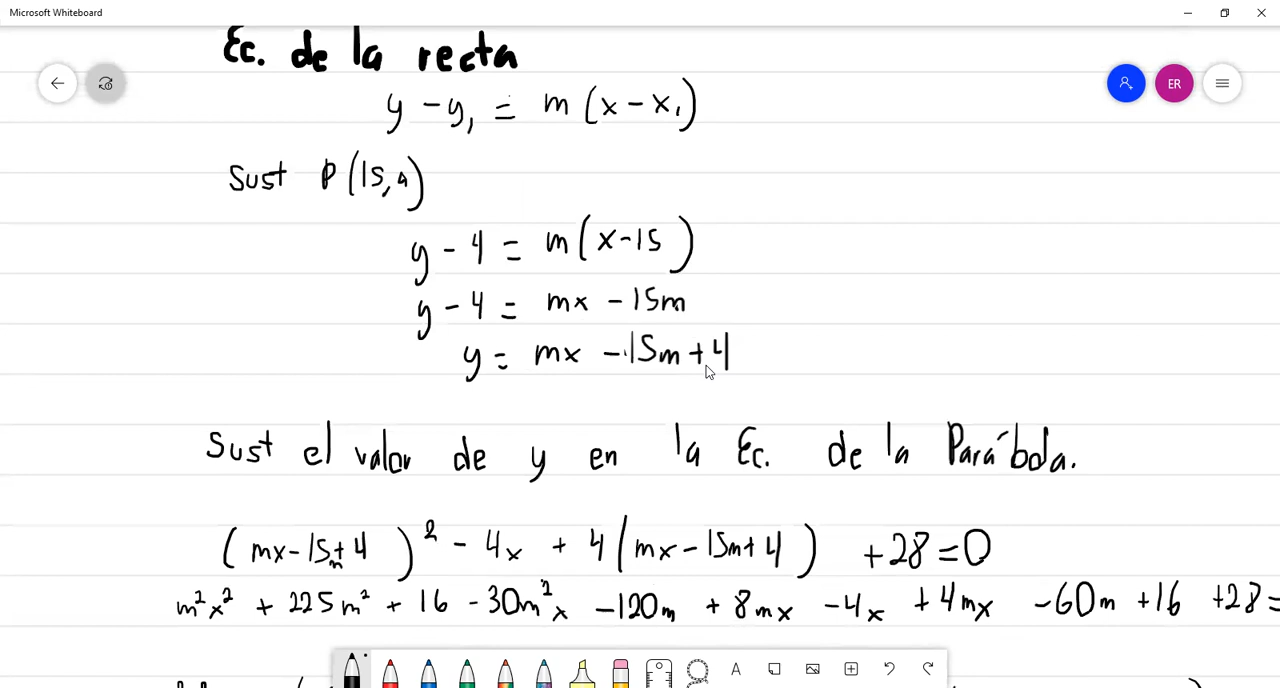 Microsoft Whiteboard
Ec. de la recta
ER
y - y₁ = m(x - x₁)
Sust P(15,4)
y - 4 = m(x-15)
y - 4 = mx - 15m
y = mx - 15m + 4
Sust el valor de y en la Ec. de la Parábola.
(mx - 15m + 4)² - 4x + 4(mx - 15m + 4) + 28 = 0
m²x² + 225m² + 16 - 30m²x - 120m + 8mx - 4x + 4mx - 60m + 16 + 28 =
A